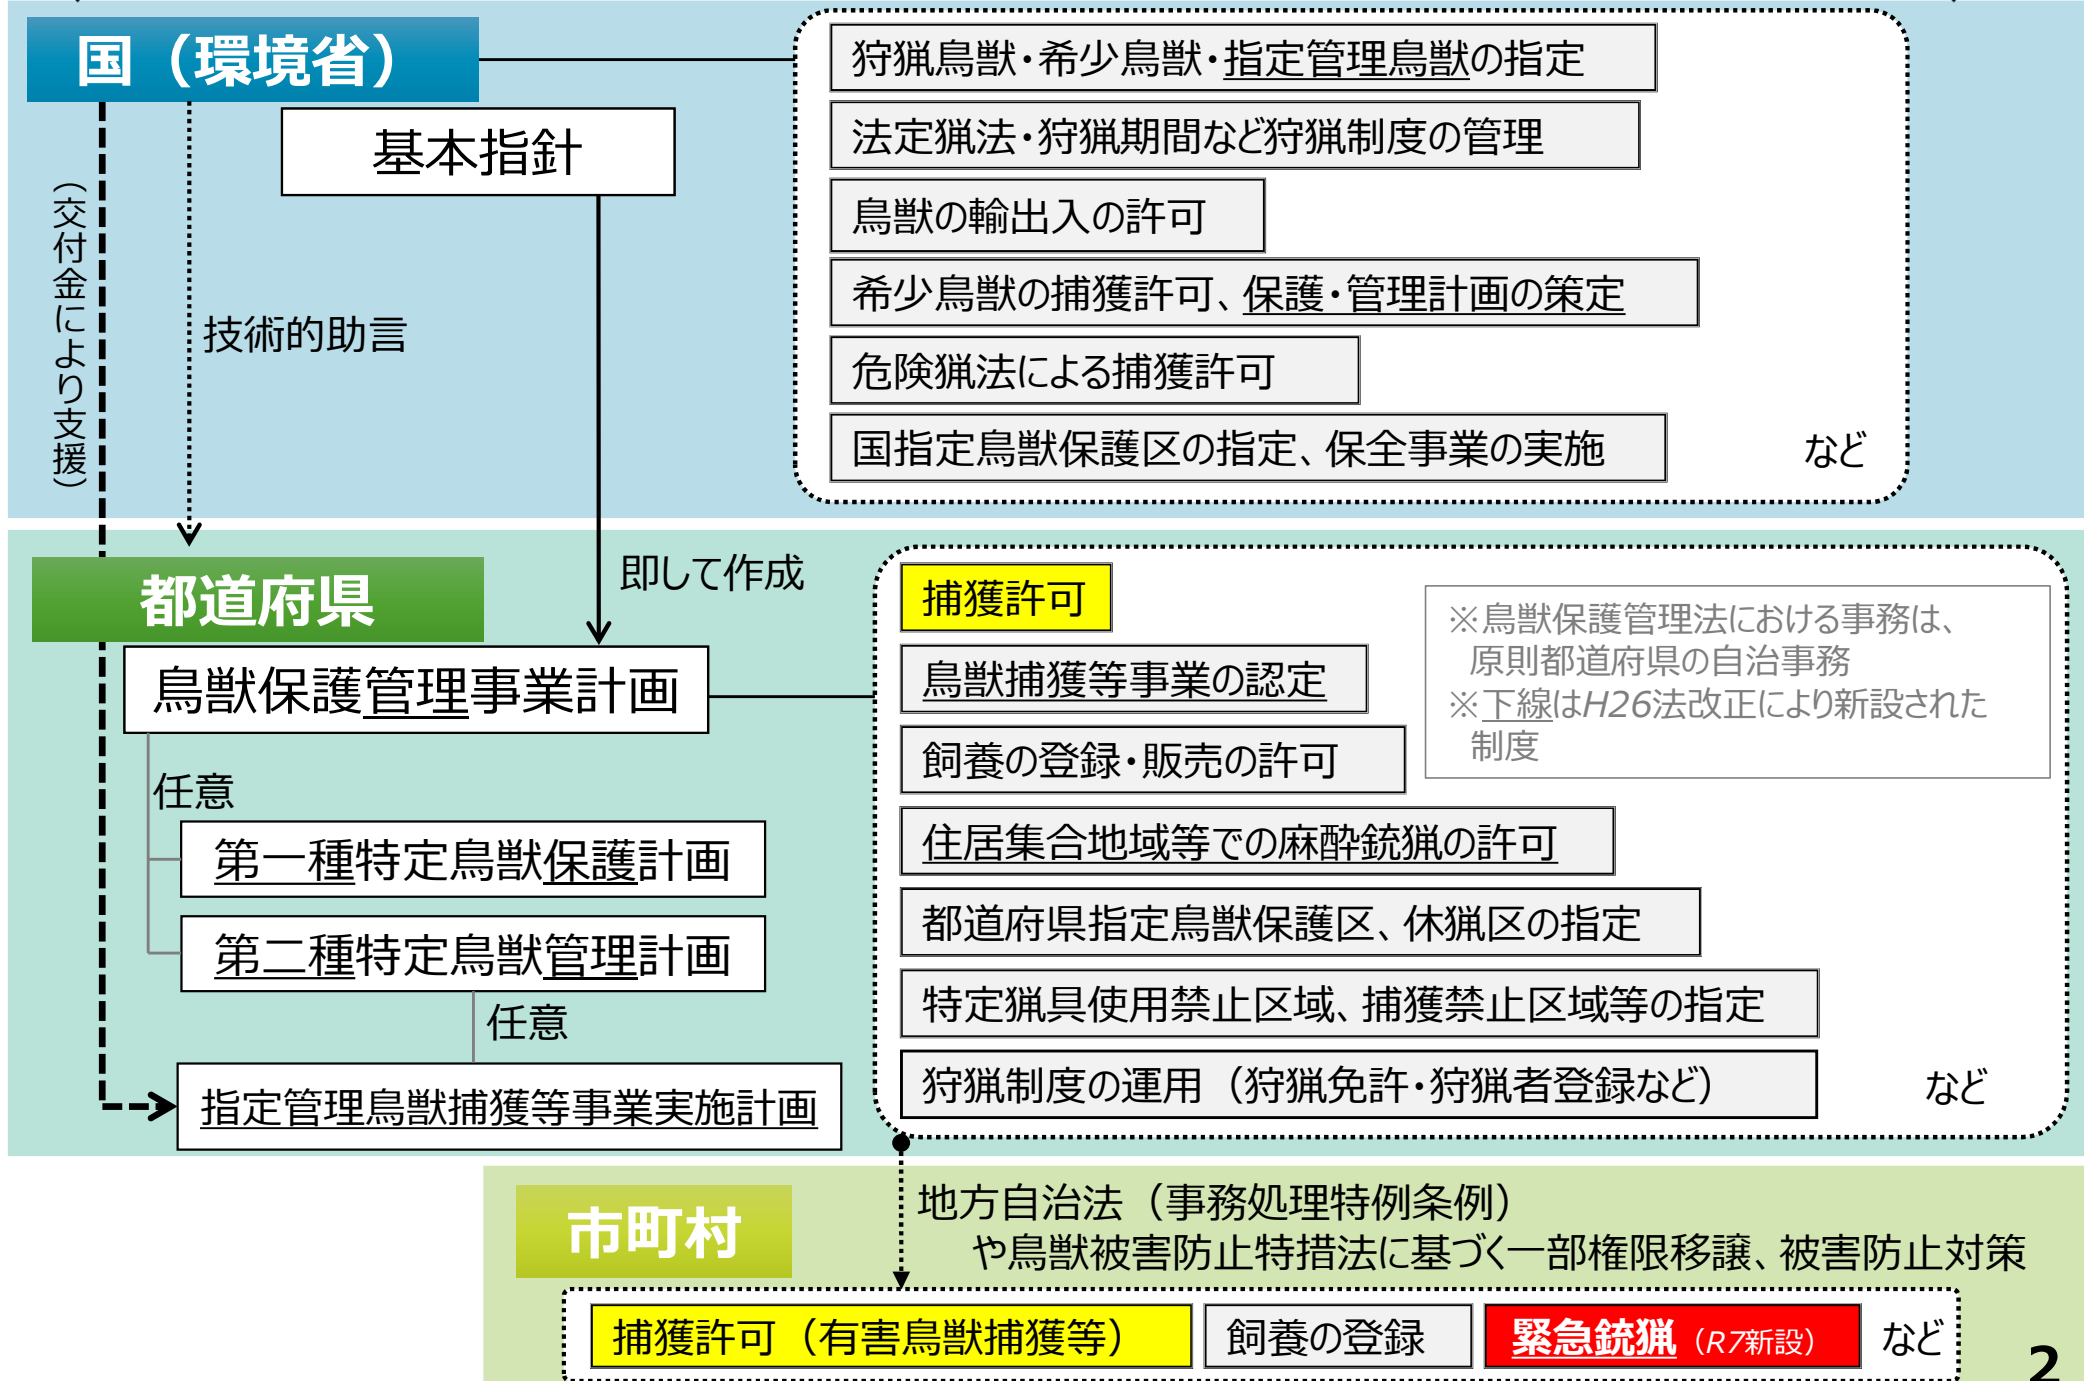 国（環境省）
基本指針
（交付金により支援）
技術的助言
狩猟鳥獣・希少鳥獣・指定管理鳥獣の指定
法定猟法・狩猟期間など狩猟制度の管理
鳥獣の輸出入の許可
希少鳥獣の捕獲許可、保護・管理計画の策定
危険猟法による捕獲許可
国指定鳥獣保護区の指定、保全事業の実施
など
都道府県
即して作成
鳥獣保護管理事業計画
任意
第一種特定鳥獣保護計画
第二種特定鳥獣管理計画
任意
指定管理鳥獣捕獲等事業実施計画
捕獲許可
鳥獣捕獲等事業の認定
飼養の登録・販売の許可
住居集合地域等での麻酔銃猟の許可
都道府県指定鳥獣保護区、休猟区の指定
特定猟具使用禁止区域、捕獲禁止区域等の指定
狩猟制度の運用（狩猟免許・狩猟者登録など）
など
※鳥獣保護管理法における事務は、
原則都道府県の自治事務
※下線はH26法改正により新設された
制度
市町村
地方自治法（事務処理特例条例）
や鳥獣被害防止特措法に基づく一部権限移譲、被害防止対策
捕獲許可（有害鳥獣捕獲等）
飼養の登録
緊急銃猟（R7新設）
など
2